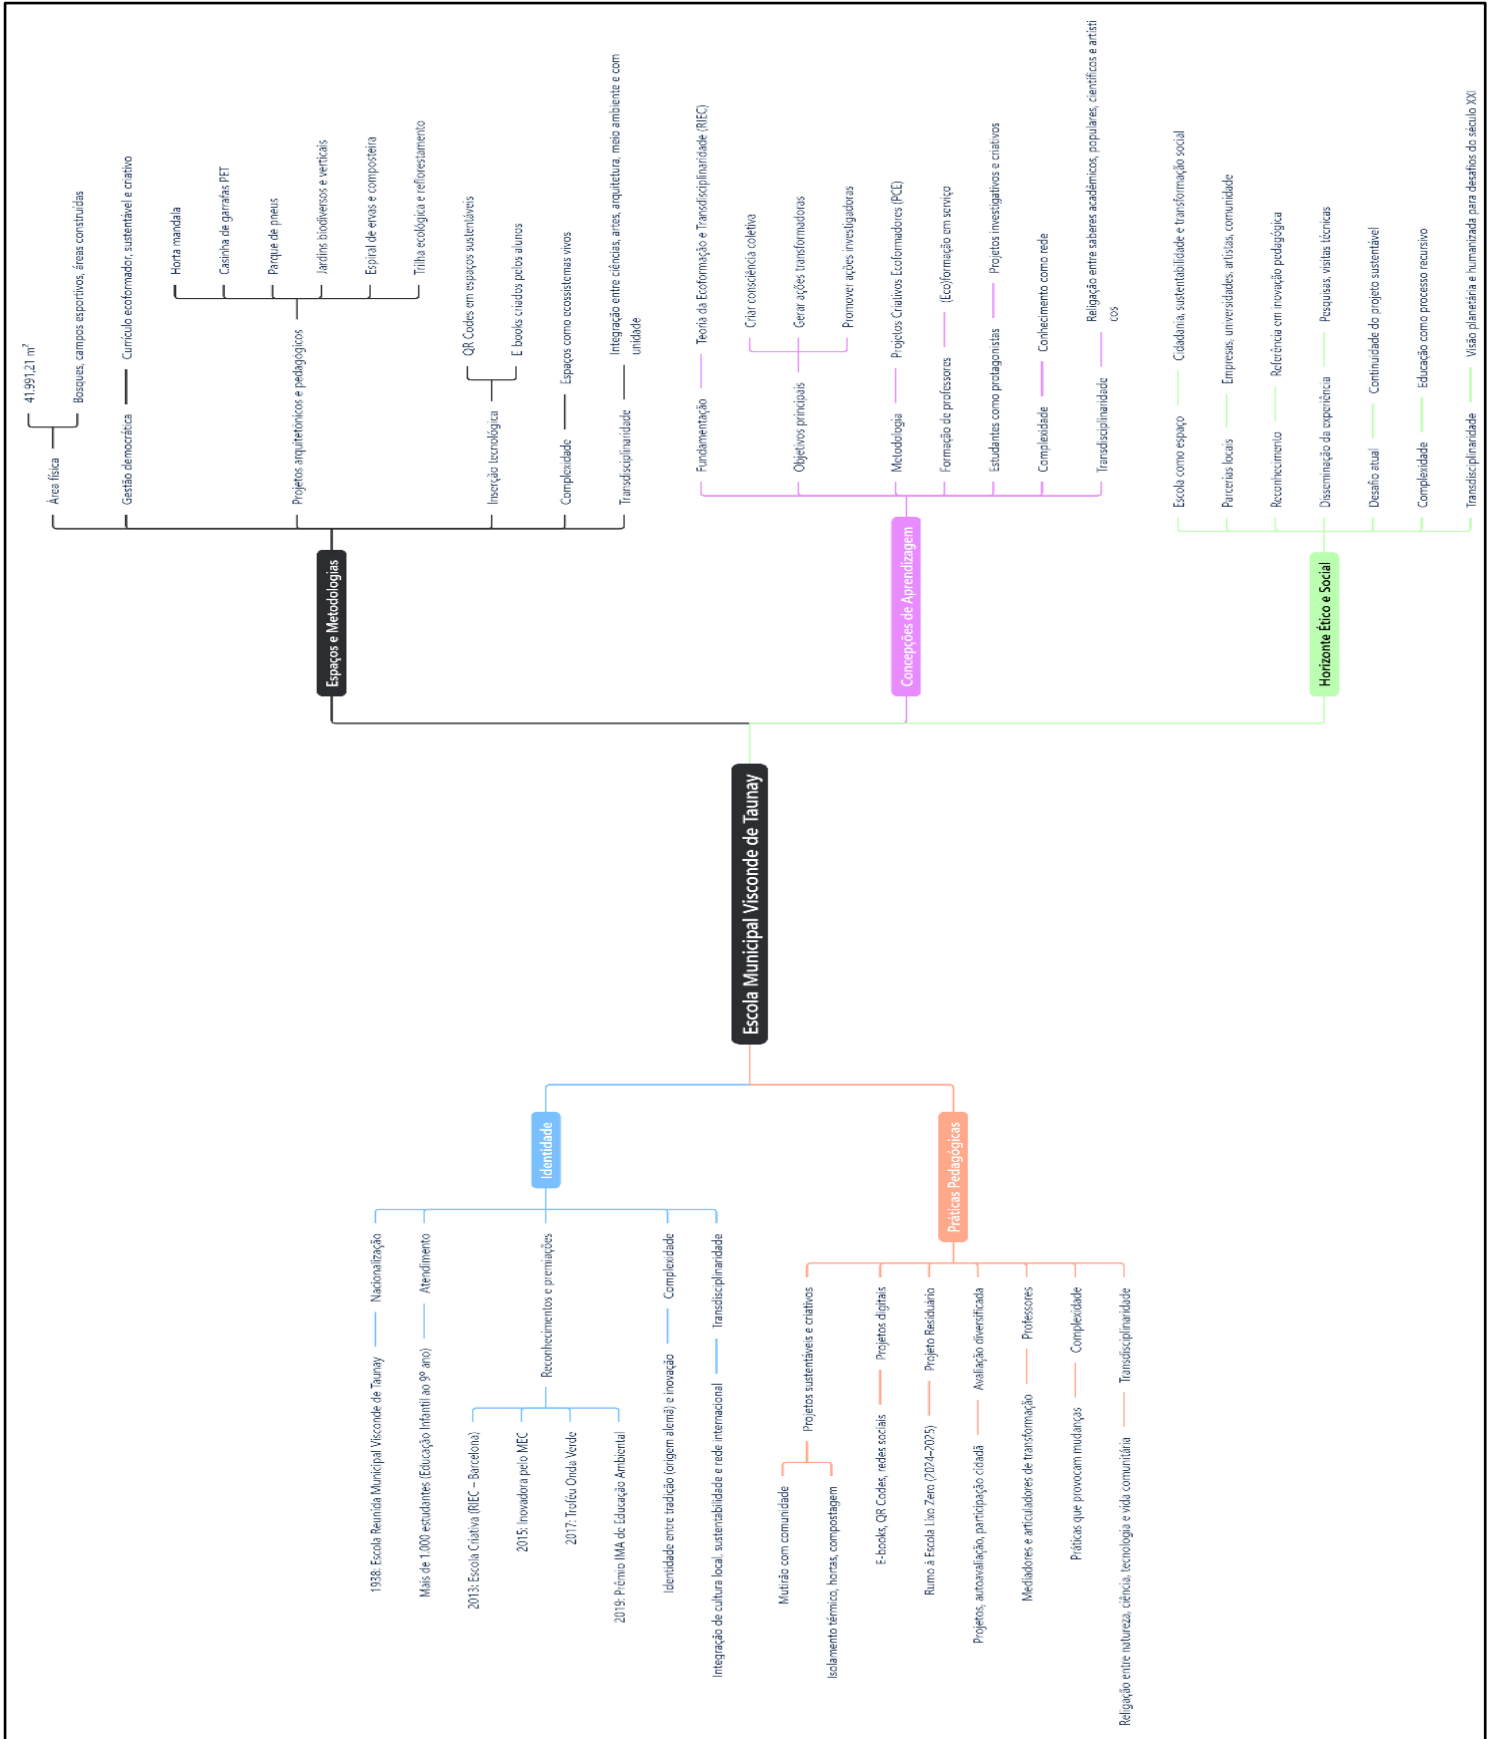 Escola Municipal Visconde de Taunay
Identidade
Nacionalização
1938: Escola Reunida Municipal Visconde de Taunay
Atendimento
Mais de 1.000 estudantes (Educação Infantil ao 9º ano)
Reconhecimentos e premiações
2013: Escola Criativa (RIEC – Barcelona)
2015: Inovadora pelo MEC
2017: Troféu Onda Verde
2019: Prêmio IMA de Educação Ambiental
Complexidade
Identidade entre tradição (origem alemã) e inovação
Transdisciplinaridade
Integração de cultura local, sustentabilidade e rede internacional
Práticas Pedagógicas
Projetos sustentáveis e criativos
Mutirão com comunidade
Isolamento térmico, hortas, compostagem
Projetos digitais
E-books, QR Codes, redes sociais
Projeto Residuário
Rumo à Escola Lixo Zero (2024–2025)
Avaliação diversificada
Projetos, autoavaliação, participação cidadã
Professores
Mediadores e articuladores de transformação
Complexidade
Práticas que provocam mudanças
Transdisciplinaridade
Religação entre natureza, ciência, tecnologia e vida comunitária
Espaços e Metodologias
Área física
41.991,21 m²
Bosques, campos esportivos, áreas construídas
Gestão democrática
Currículo ecoformador, sustentável e criativo
Projetos arquitetônicos e pedagógicos
Horta mandala
Casinha de garrafas PET
Parque de pneus
Jardins biodiversos e verticais
Espiral de ervas e composteira
Trilha ecológica e reflorestamento
Inserção tecnológica
QR Codes em espaços sustentáveis
E-books criados pelos alunos
Complexidade
Espaços como ecossistemas vivos
Transdisciplinaridade
Integração entre ciências, artes, arquitetura, meio ambiente e com
unidade
Concepções de Aprendizagem
Fundamentação
Teoria da Ecoformação e Transdisciplinaridade (RIEC)
Objetivos principais
Criar consciência coletiva
Gerar ações transformadoras
Promover ações investigadoras
Metodologia
Projetos Criativos Ecoformadores (PCE)
Formação de professores
(Eco)formação em serviço
Estudantes como protagonistas
Projetos investigativos e criativos
Complexidade
Conhecimento como rede
Transdisciplinaridade
Religação entre saberes acadêmicos, populares, científicos e artísti
cos
Horizonte Ético e Social
Escola como espaço
Cidadania, sustentabilidade e transformação social
Parcerias locais
Empresas, universidades, artistas, comunidade
Reconhecimento
Referência em inovação pedagógica
Disseminação da experiência
Pesquisas, visitas técnicas
Desafio atual
Continuidade do projeto sustentável
Complexidade
Educação como processo recursivo
Transdisciplinaridade
Visão planetária e humanizada para desafios do século XXI